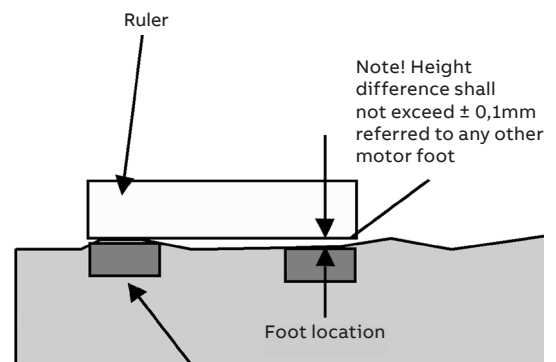 Ruler
Note! Height
difference shall
not exceed ± 0,1mm
referred to any other
motor foot
Foot location